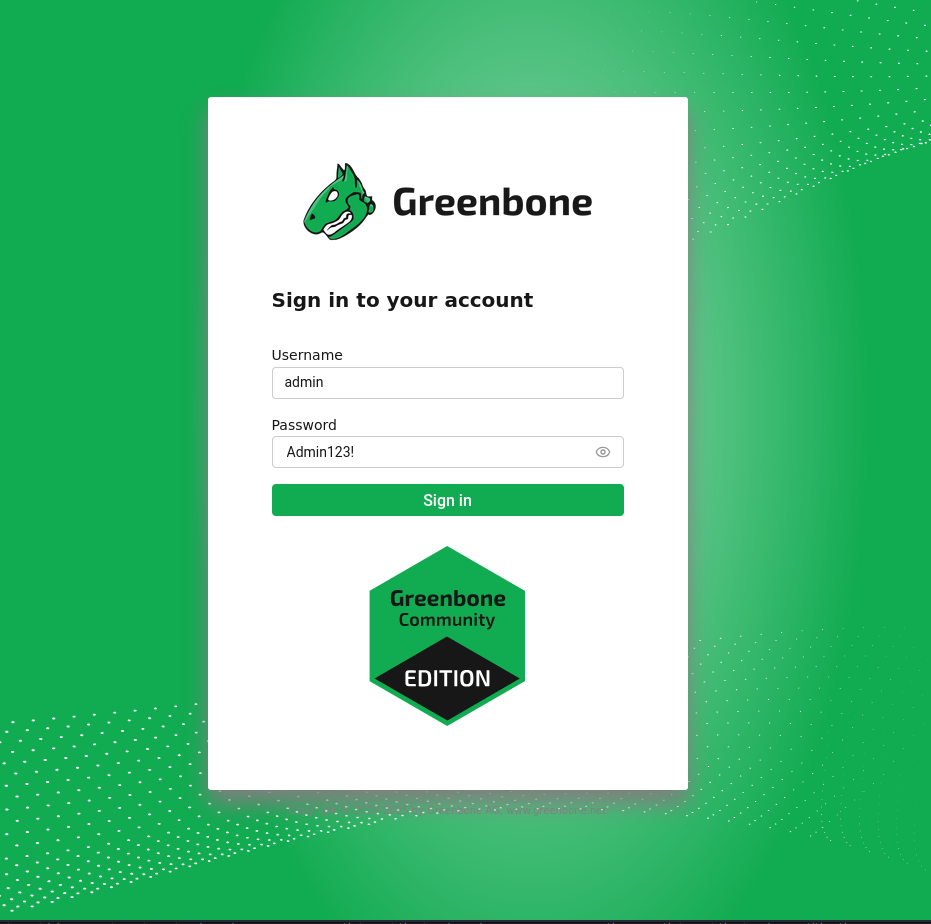 Greenbone
Sign in to your account
Username
admin
Password
Admin123!
Sign in
Greenbone
Community
EDITION